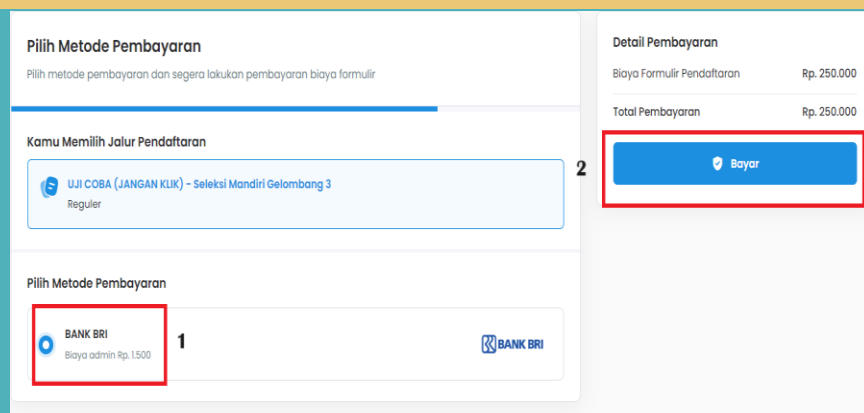 Pilih Metode Pembayaran
Pilih metode pembayaran dan segera lakukan pembayaran biaya formulir
Kamu Memilih Jalur Pendaftaran
UJI COBA (JANGAN KLIK) - Seleksi Mandiri Gelombang 3
Reguler
Pilih Metode Pembayaran
BANK BRI
Biaya admin Rp. 1.500
1
BANK BRI
Detail Pembayaran
Biaya Formulir Pendaftaran Rp. 250.000
Total Pembayaran Rp. 250.000
2
Bayar